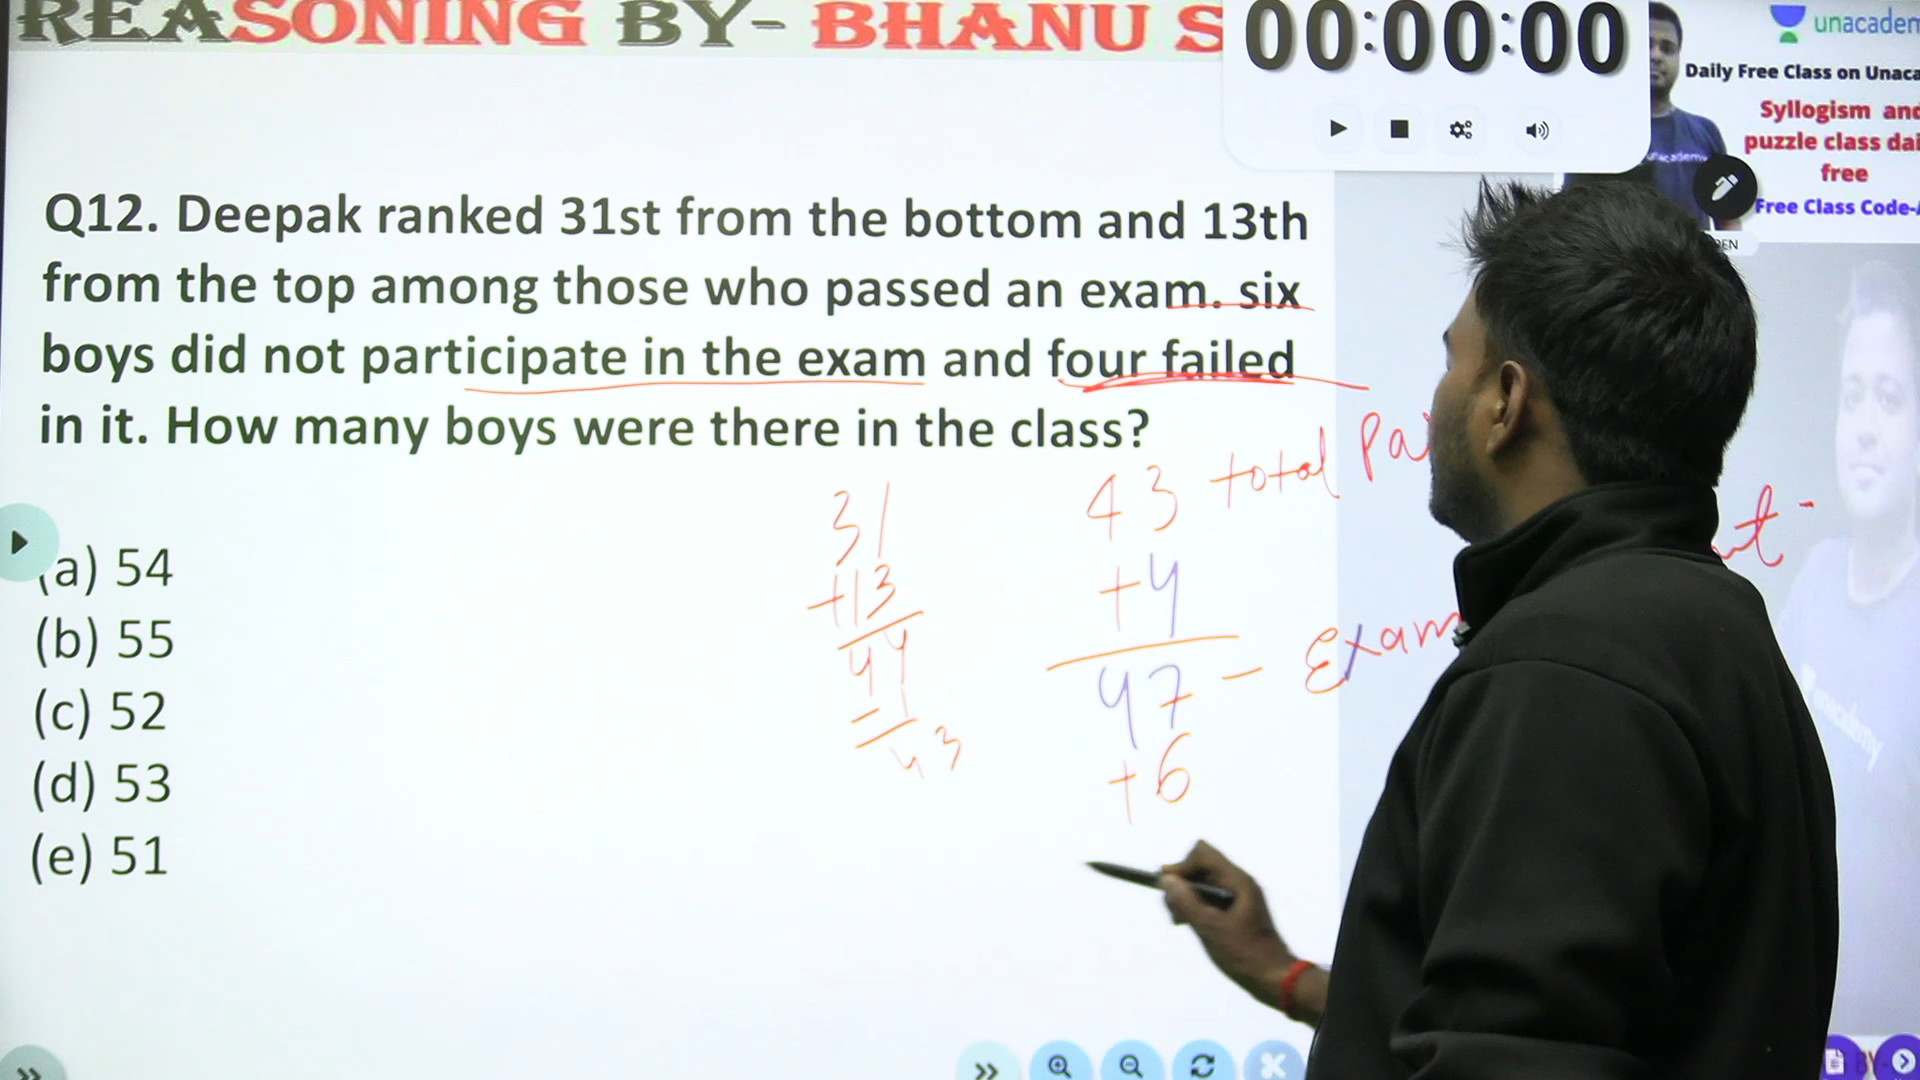 REASONING BY- BHANU S
00:00:00
unacadem
Daily Free Class on Unaca
Syllogism and
puzzle class dai
free
Free Class Code-
Q12. Deepak ranked 31st from the bottom and 13th
from the top among those who passed an exam. six
boys did not participate in the exam and four failed
in it. How many boys were there in the class?
(a) 54
(b) 55
(c) 52
(d) 53
(e) 51
31
+13
44
-1
43
43 total Pa
+4
47 - Exam
+6
unacademy